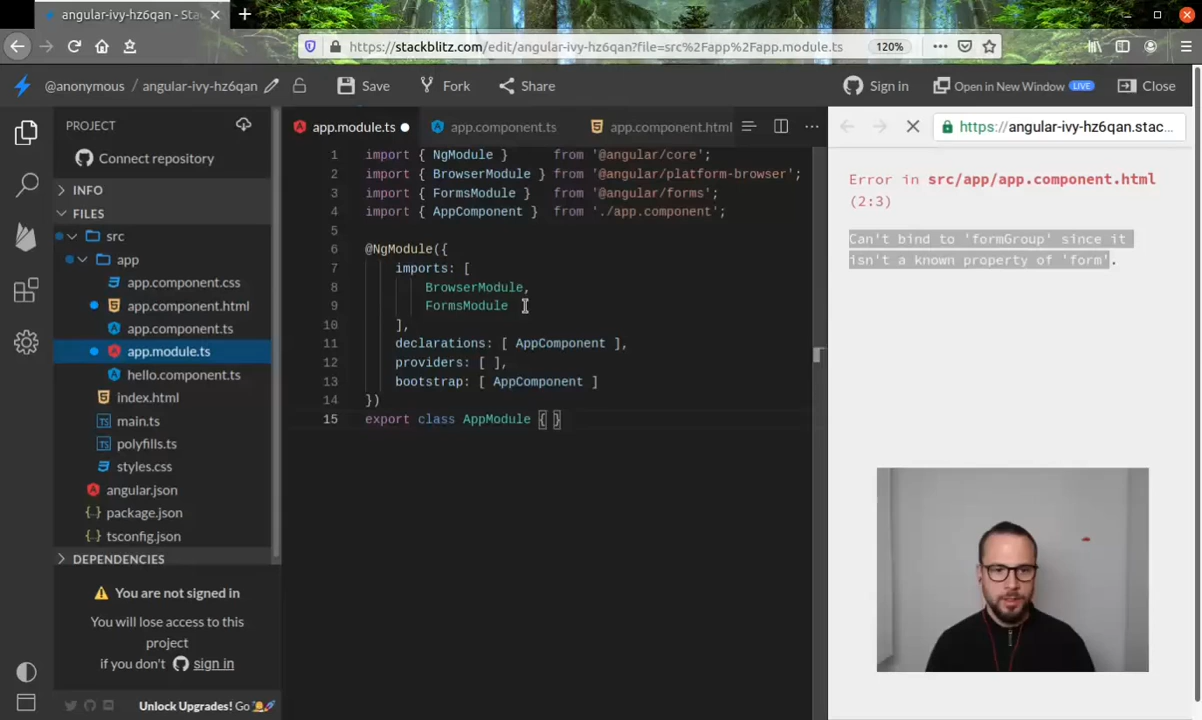 angular-ivy-hz6qan - Sta
https://stackblitz.com/edit/angular-ivy-hz6qan?file=src%2Fapp%2Fapp.module.ts
120%
@anonymous / angular-ivy-hz6qan
Save
Fork
Share
Sign in
Open in New Window LIVE
Close
PROJECT
Connect repository
INFO
FILES
src
app
app.component.css
app.component.html
app.component.ts
app.module.ts
hello.component.ts
index.html
main.ts
polyfills.ts
styles.css
angular.json
package.json
tsconfig.json
DEPENDENCIES
You are not signed in
You will lose access to this
project
if you don't sign in
Unlock Upgrades! Go
app.module.ts
app.component.ts
app.component.html
1 import { NgModule } from '@angular/core';
2 import { BrowserModule } from '@angular/platform-browser';
3 import { FormsModule } from '@angular/forms';
4 import { AppComponent } from './app.component';
5
6 @NgModule({
7 imports: [
8 BrowserModule,
9 FormsModule
10 ],
11 declarations: [ AppComponent ],
12 providers: [ ],
13 bootstrap: [ AppComponent ]
14 })
15 export class AppModule { }
https://angular-ivy-hz6qan.stac...
Error in src/app/app.component.html
(2:3)
Can't bind to 'formGroup' since it
isn't a known property of 'form'.